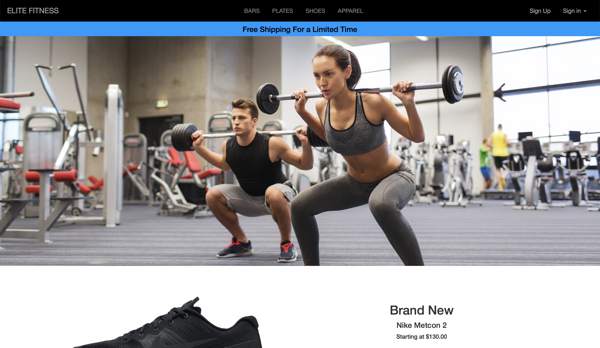 ELITE FITNESS BARS PLATES SHOES APPAREL Sign Up Sign in
Free Shipping For a Limited Time
Brand New
Nike Metcon 2
Starting at $130.00